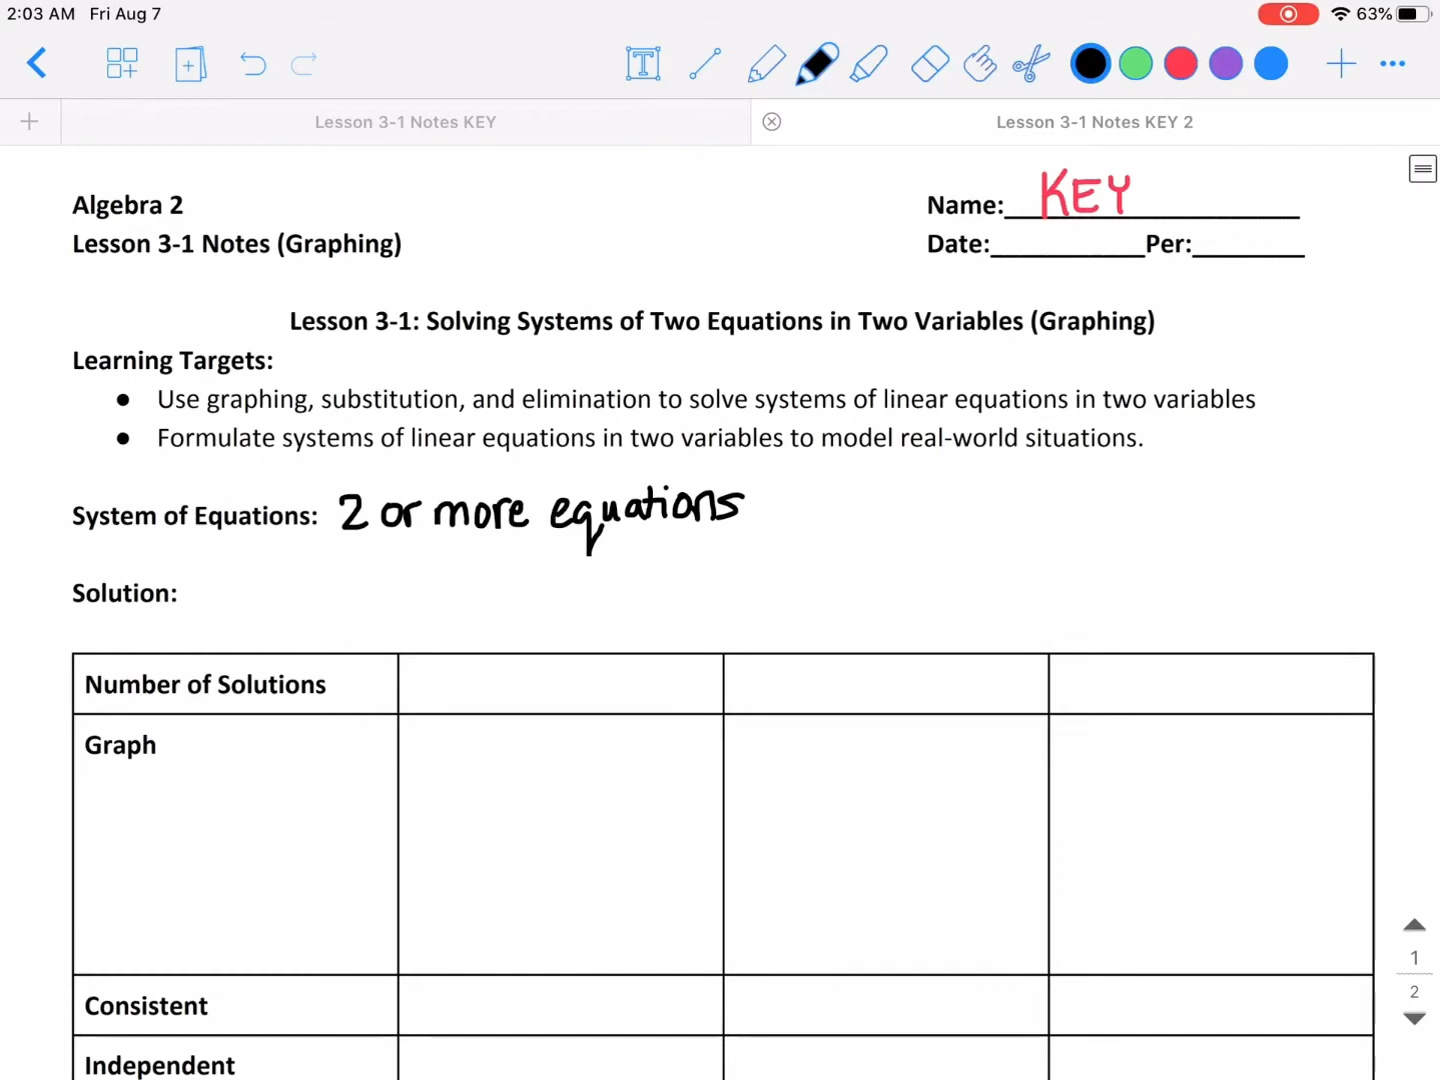 2:03 AM Fri Aug 7 63%
T
Lesson 3-1 Notes KEY
Lesson 3-1 Notes KEY 2
Algebra 2
Name: KEY
Lesson 3-1 Notes (Graphing)
Date:____________Per:_________
Lesson 3-1: Solving Systems of Two Equations in Two Variables (Graphing)
Learning Targets:
● Use graphing, substitution, and elimination to solve systems of linear equations in two variables
● Formulate systems of linear equations in two variables to model real-world situations.
System of Equations: 2 or more equations
Solution:
Number of Solutions
Graph
Consistent
Independent
1
2